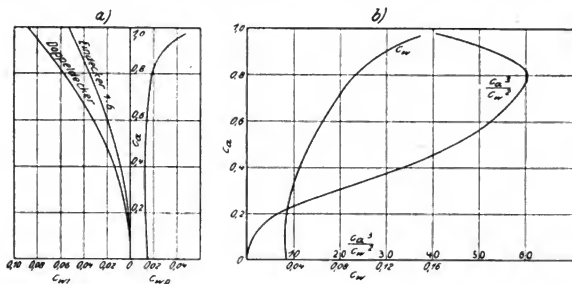 a)
b)
1,0
0,8
0,6
0,4
0,2
Doppeldecker
Eindecker 1:6
Ca
0,10 0,08 0,06 0,04 0,02 0 0,02 0,04
Cwi
Cwp
1,0
0,8
0,6
0,4
0,2
0
Ca
Cw
Ca³
Cw²
1,0 2,0 3,0 4,0 5,0 6,0
0,04 0,08 0,12 0,16
Ca³
Cw²
Cw